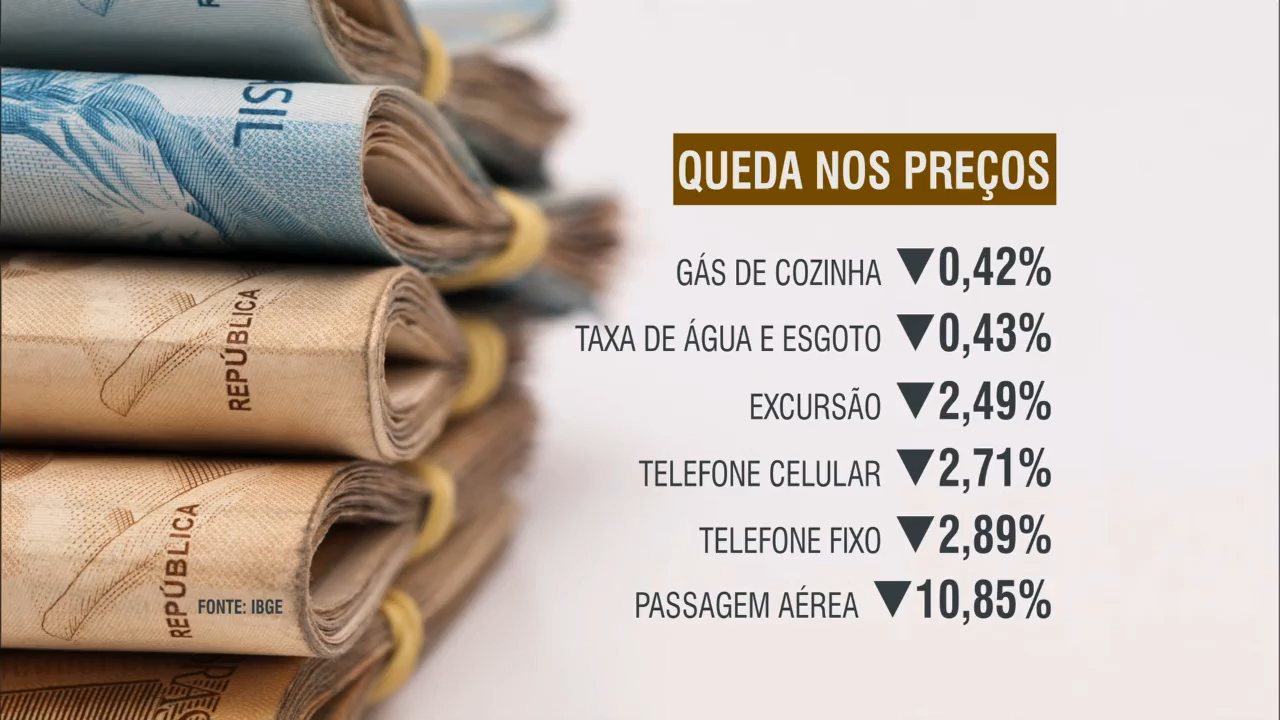 ASIL
REPÚBLICA
REPÚBLICA
FONTE: IBGE
QUEDA NOS PREÇOS
GÁS DE COZINHA ▼0,42%
TAXA DE ÁGUA E ESGOTO ▼0,43%
EXCURSÃO ▼2,49%
TELEFONE CELULAR ▼2,71%
TELEFONE FIXO ▼2,89%
PASSAGEM AÉREA ▼10,85%